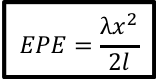 EPE = λx²/2l